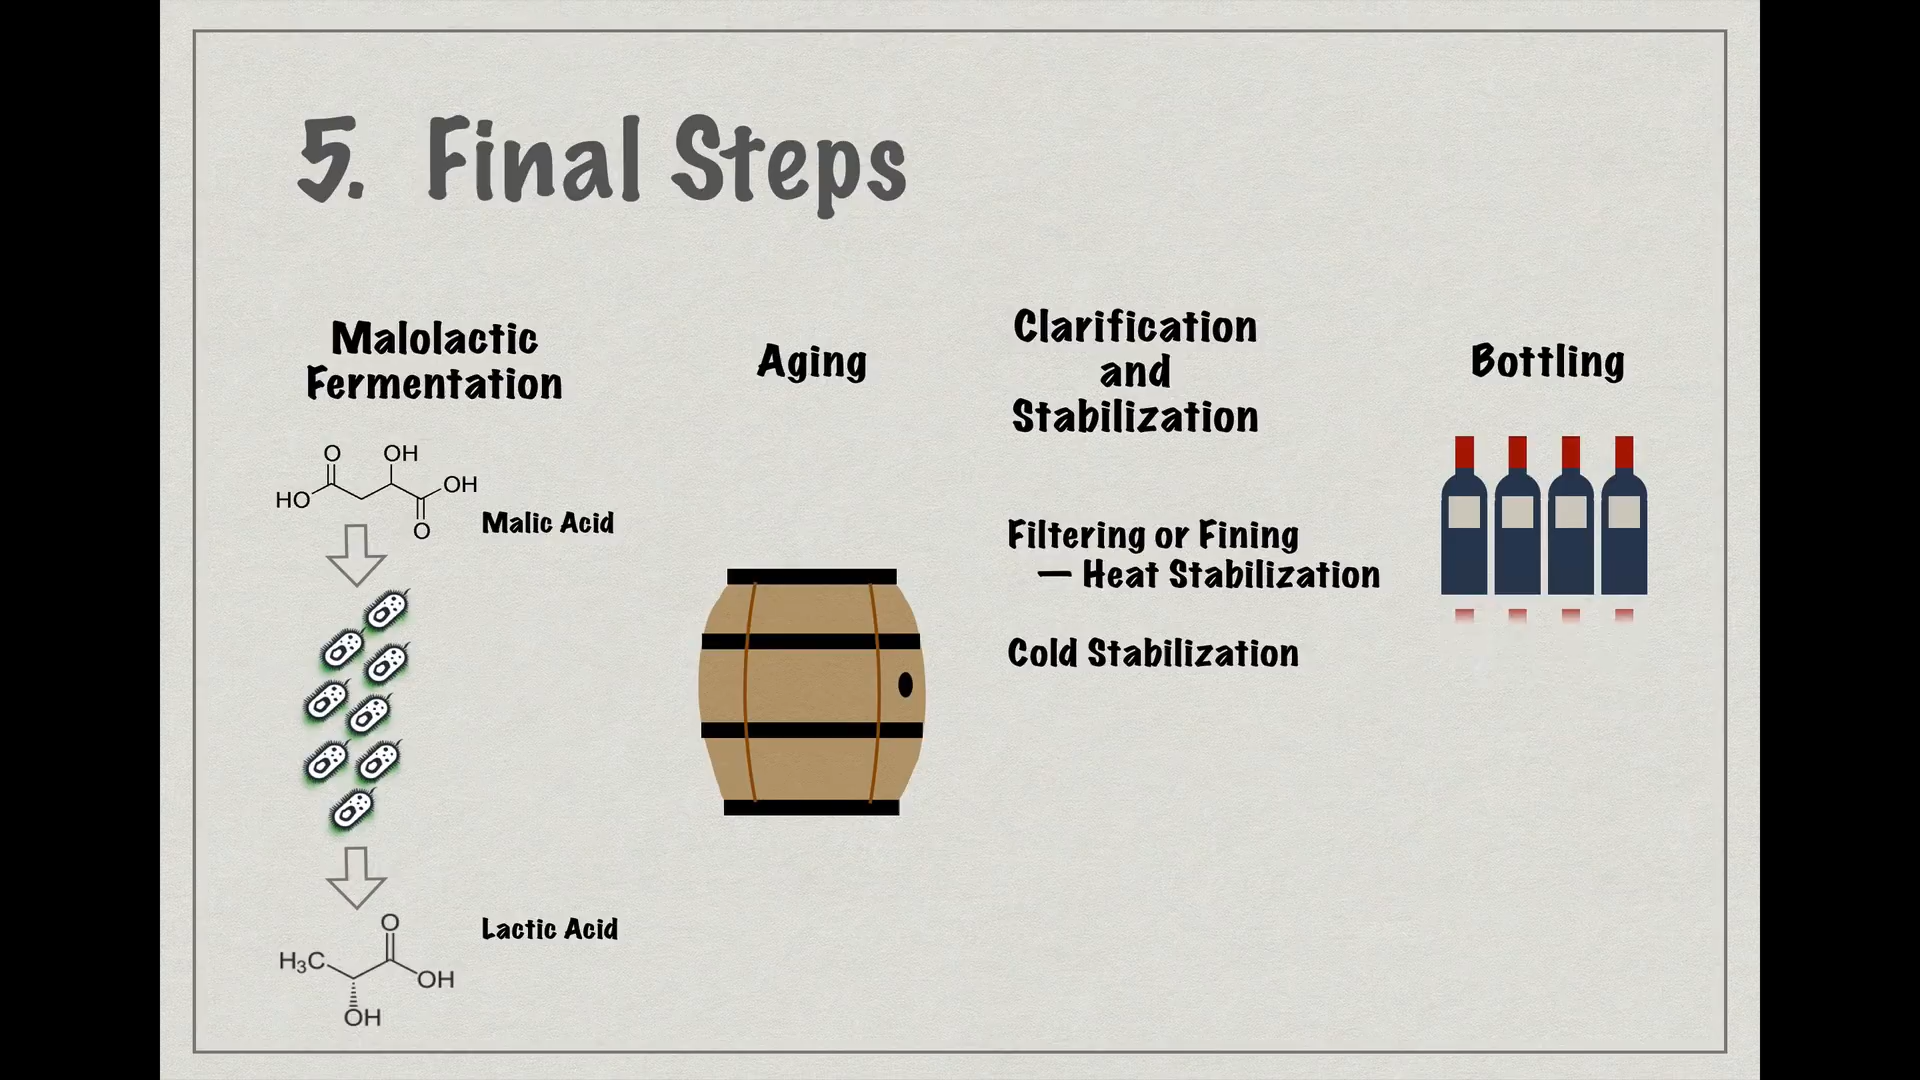 5. Final Steps
Malolactic
Fermentation
O
OH
HO
OH
O
Malic Acid
O
H3C
OH
OH
Lactic Acid
Aging
Clarification
and
Stabilization
Filtering or Fining
— Heat Stabilization
Cold Stabilization
Bottling